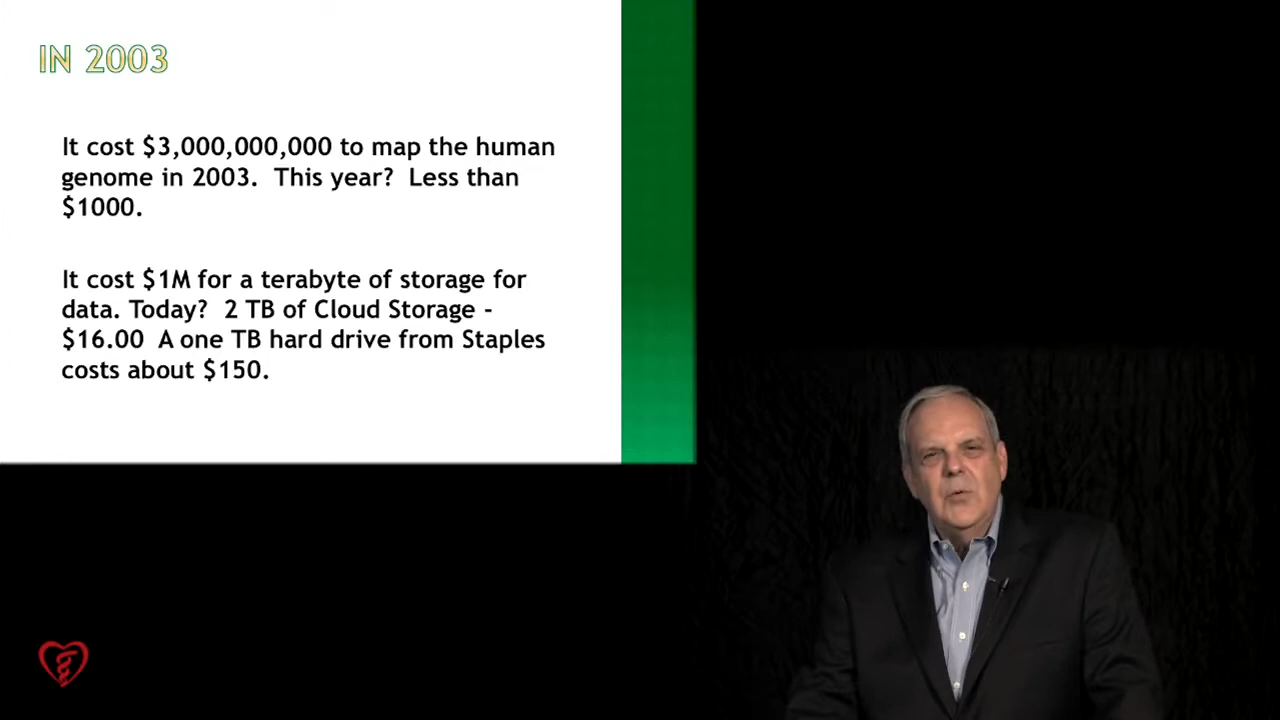 IN 2003
It cost $3,000,000,000 to map the human
genome in 2003.  This year?  Less than
$1000.
It cost $1M for a terabyte of storage for
data. Today?  2 TB of Cloud Storage -
$16.00  A one TB hard drive from Staples
costs about $150.